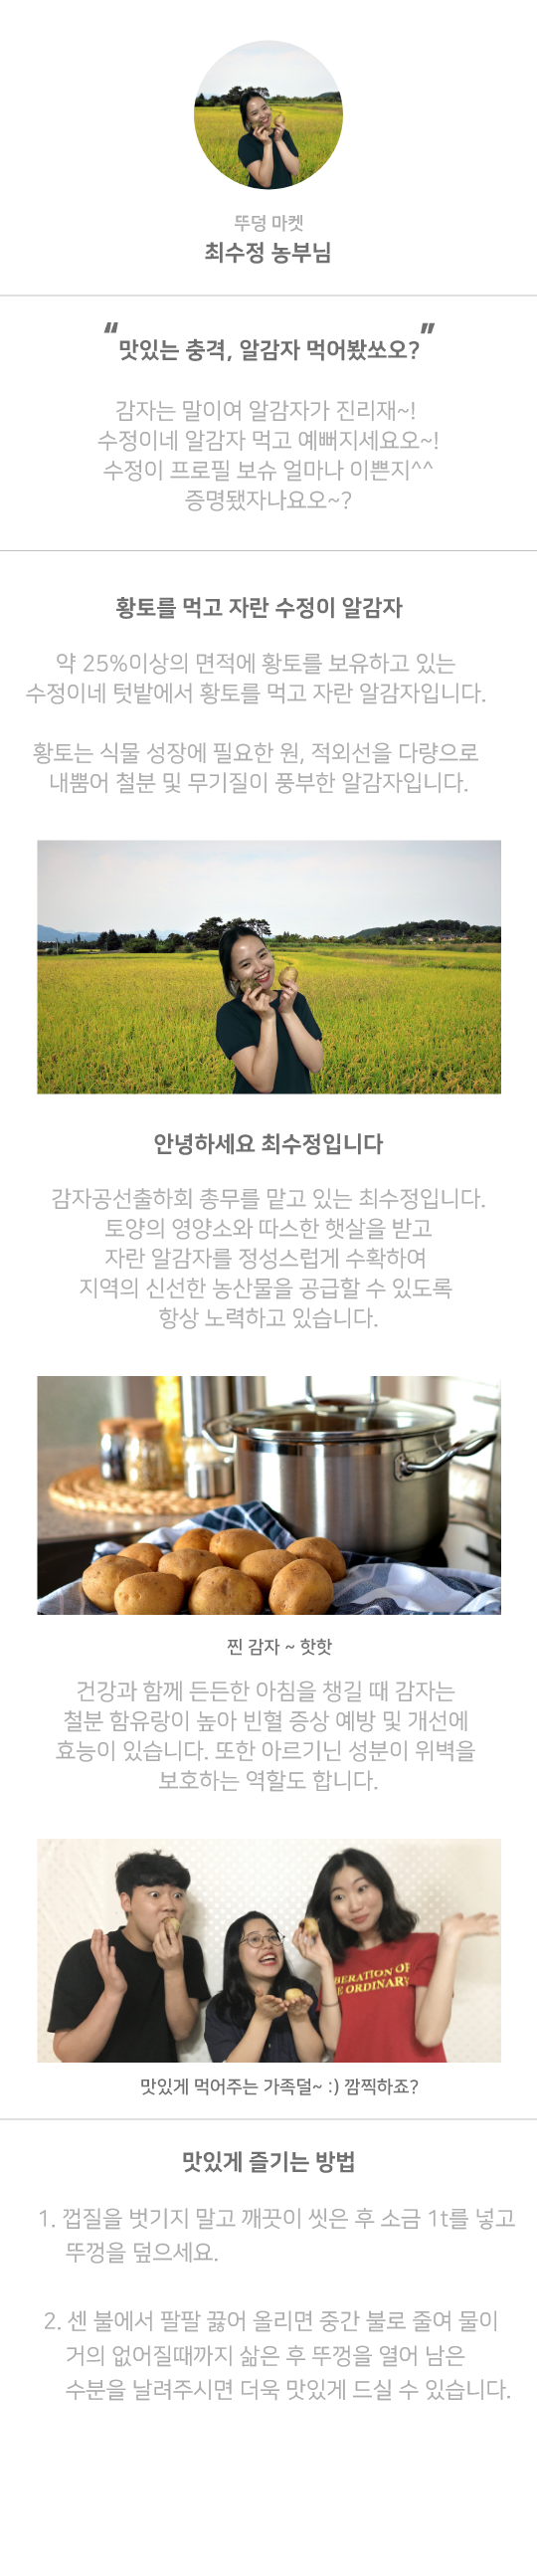 뚜덩 마켓
최수정 농부님
“맛있는 충격, 알감자 먹어봤쏘오?”
감자는 말이여 알감자가 진리재~!
수정이네 알감자 먹고 예뻐지세요오~!
수정이 프로필 보슈 얼마나 이쁜지^^
증명됐자나요오~?
황토를 먹고 자란 수정이 알감자
약 25%이상의 면적에 황토를 보유하고 있는
수정이네 텃밭에서 황토를 먹고 자란 알감자입니다.
황토는 식물 성장에 필요한 원, 적외선을 다량으로
내뿜어 철분 및 무기질이 풍부한 알감자입니다.
안녕하세요 최수정입니다
감자공선출하회 총무를 맡고 있는 최수정입니다.
토양의 영양소와 따스한 햇살을 받고
자란 알감자를 정성스럽게 수확하여
지역의 신선한 농산물을 공급할 수 있도록
항상 노력하고 있습니다.
찐 감자 ~ 핫핫
건강과 함께 든든한 아침을 챙길 때 감자는
철분 함유랑이 높아 빈혈 증상 예방 및 개선에
효능이 있습니다. 또한 아르기닌 성분이 위벽을
보호하는 역할도 합니다.
BERATION OF
E ORDINARY
맛있게 먹어주는 가족덜~ :) 깜찍하죠?
맛있게 즐기는 방법
1. 껍질을 벗기지 말고 깨끗이 씻은 후 소금 1t를 넣고
뚜껑을 덮으세요.
2. 센 불에서 팔팔 끓어 올리면 중간 불로 줄여 물이
거의 없어질때까지 삶은 후 뚜껑을 열어 남은
수분을 날려주시면 더욱 맛있게 드실 수 있습니다.